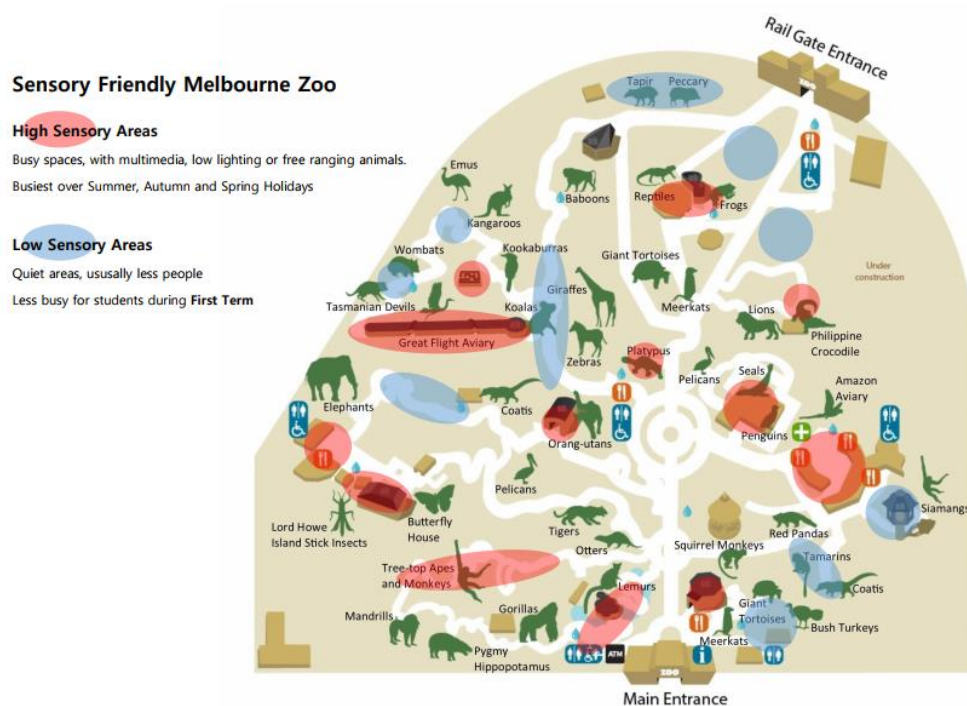 Sensory Friendly Melbourne Zoo
High Sensory Areas
Busy spaces, with multimedia, low lighting or free ranging animals.
Busiest over Summer, Autumn and Spring Holidays
Low Sensory Areas
Quiet areas, ususally less people
Less busy for students during First Term
Rail Gate Entrance
ZOO
Tapir
Peccary
Emus
Kangaroos
Baboons
Reptiles
Frogs
Wombats
Kookaburras
Giant Tortoises
Giraffes
Under
construction
Tasmanian Devils
Koalas
Meerkats
Lions
Philippine
Crocodile
Great Flight Aviary
Zebras
Platypus
Pelicans
Seals
Amazon
Aviary
Elephants
Coatis
Orang-utans
Penguins
Pelicans
Siamangs
Lord Howe
Island Stick Insects
Butterfly
House
Tigers
Otters
Squirrel Monkeys
Red Pandas
Tamarins
Tree-top Apes
and Monkeys
Lemurs
Coatis
Giant
Tortoises
Mandrills
Gorillas
Meerkats
Bush Turkeys
Pygmy
Hippopotamus
ATM
i
ZOO
Main Entrance